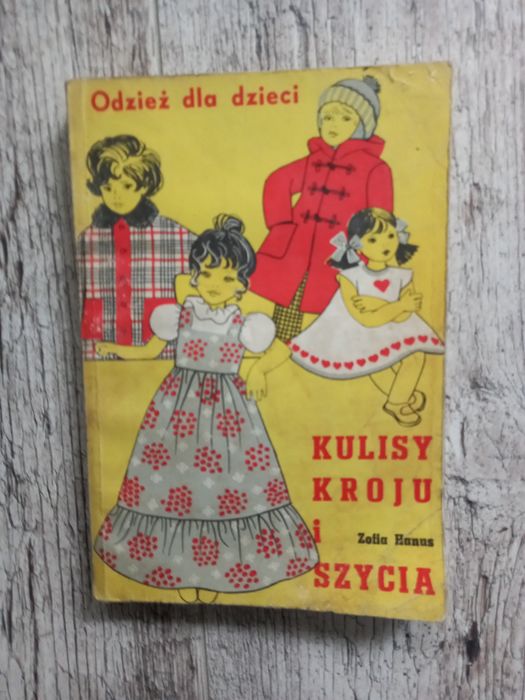 Odzież dla dzieci
KULISY
KROJU
i
Zofia Hanus
SZYCIA